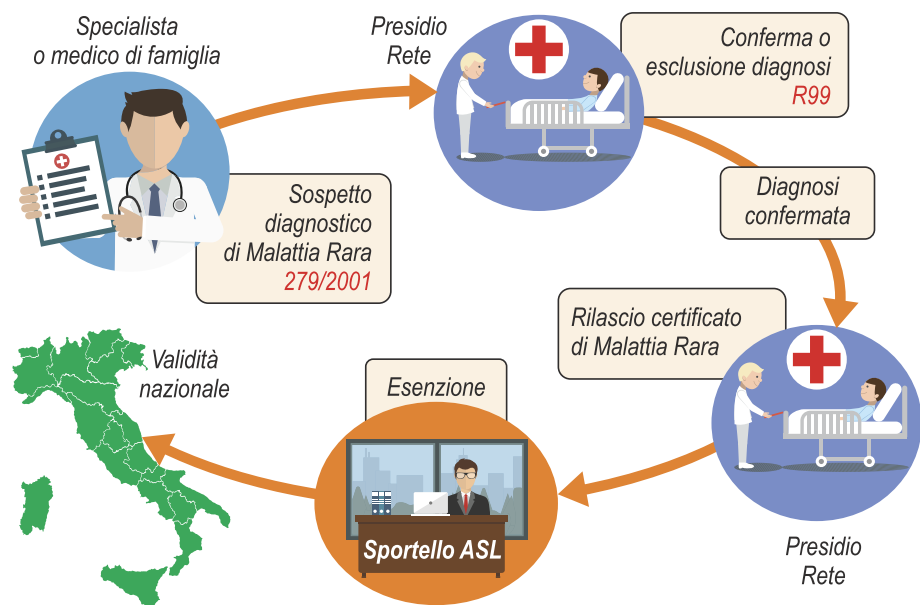 Specialista
o medico di famiglia
Sospetto
diagnostico
di Malattia Rara
279/2001
Presidio
Rete
Conferma o
esclusione diagnosi
R99
Diagnosi
confermata
Rilascio certificato
di Malattia Rara
Presidio
Rete
Esenzione
Sportello ASL
Validità
nazionale